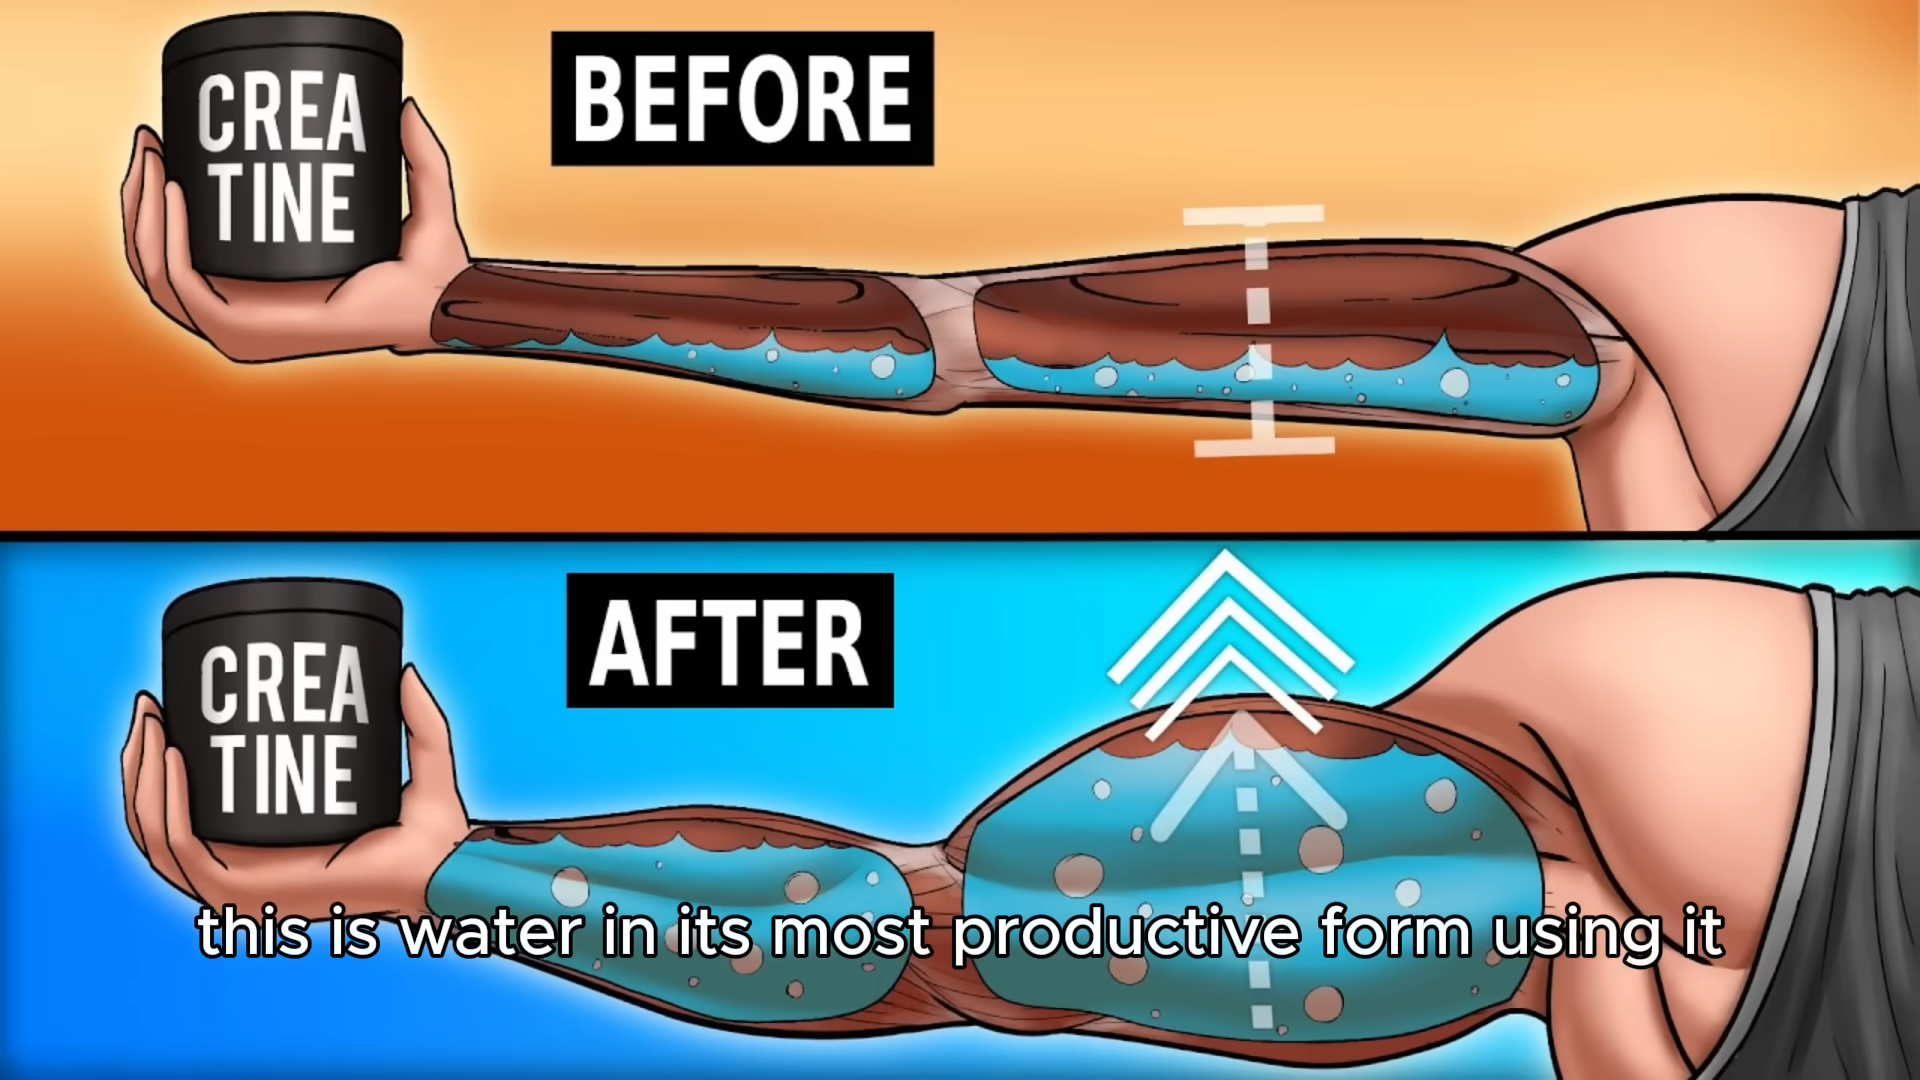 CREA
TINE
BEFORE
CREA
TINE
AFTER
this is water in its most productive form using it